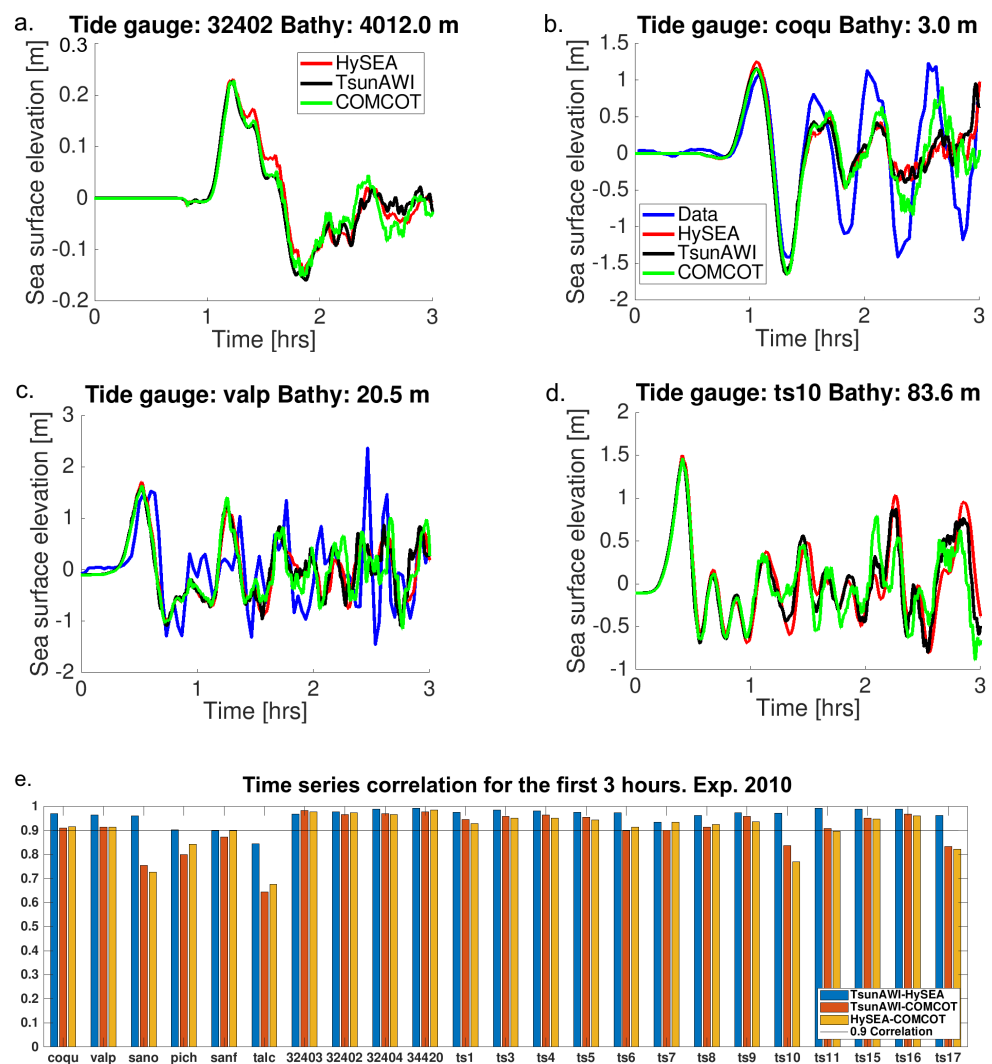 a.
Tide gauge: 32402 Bathy: 4012.0 m
Sea surface elevation [m]
0.3
0.2
0.1
0
-0.1
-0.2
HySEA
TsunAWI
COMCOT
0 1 2 3
Time [hrs]
b.
Tide gauge: coqu Bathy: 3.0 m
Sea surface elevation [m]
1.5
1
0.5
0
-0.5
-1
-1.5
-2
Data
HySEA
TsunAWI
COMCOT
0 1 2 3
Time [hrs]
c.
Tide gauge: valp Bathy: 20.5 m
Sea surface elevation [m]
3
2
1
0
-1
-2
0 1 2 3
Time [hrs]
d.
Tide gauge: ts10 Bathy: 83.6 m
Sea surface elevation [m]
2
1.5
1
0.5
0
-0.5
-1
0 1 2 3
Time [hrs]
e.
Time series correlation for the first 3 hours. Exp. 2010
1
0.9
0.8
0.7
0.6
0.5
0.4
0.3
0.2
0.1
0
TsunAWI-HySEA
TsunAWI-COMCOT
HySEA-COMCOT
0.9 Correlation
coqu valp sano pich sanf talc 32403 32402 32404 34420 ts1 ts3 ts4 ts5 ts6 ts7 ts8 ts9 ts10 ts11 ts15 ts16 ts17